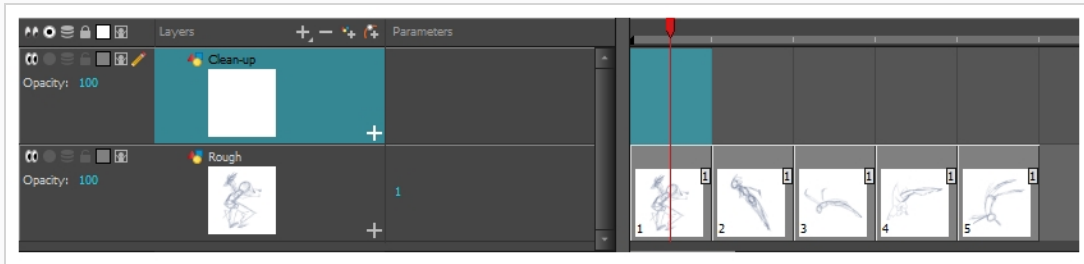 Layers
Parameters
Clean-up
Opacity: 100
Rough
Opacity: 100
1
1 1 1 1 1
1 2 3 4 5